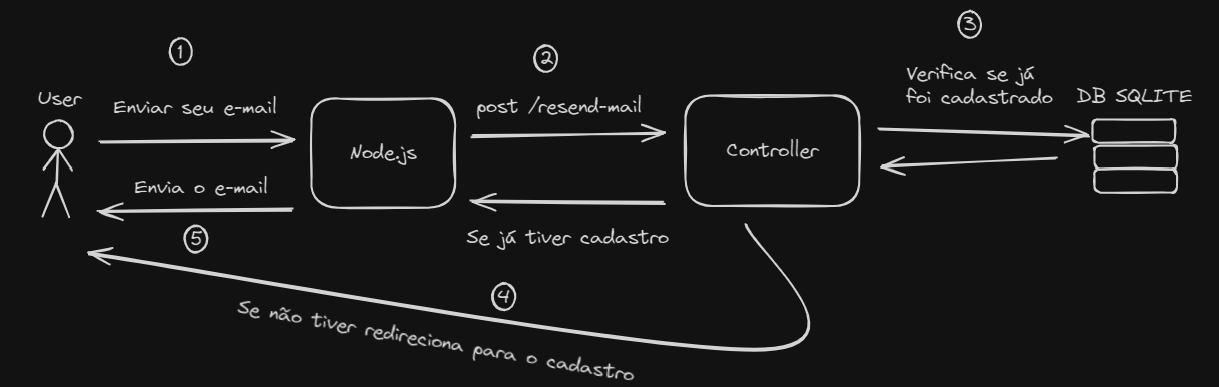 ①
User
Enviar seu e-mail
Node.js
Envia o e-mail
⑤
②
post /resend-mail
Controller
Se já tiver cadastro
③
Verifica se já
foi cadastrado
DB SQLITE
④
Se não tiver redireciona para o cadastro